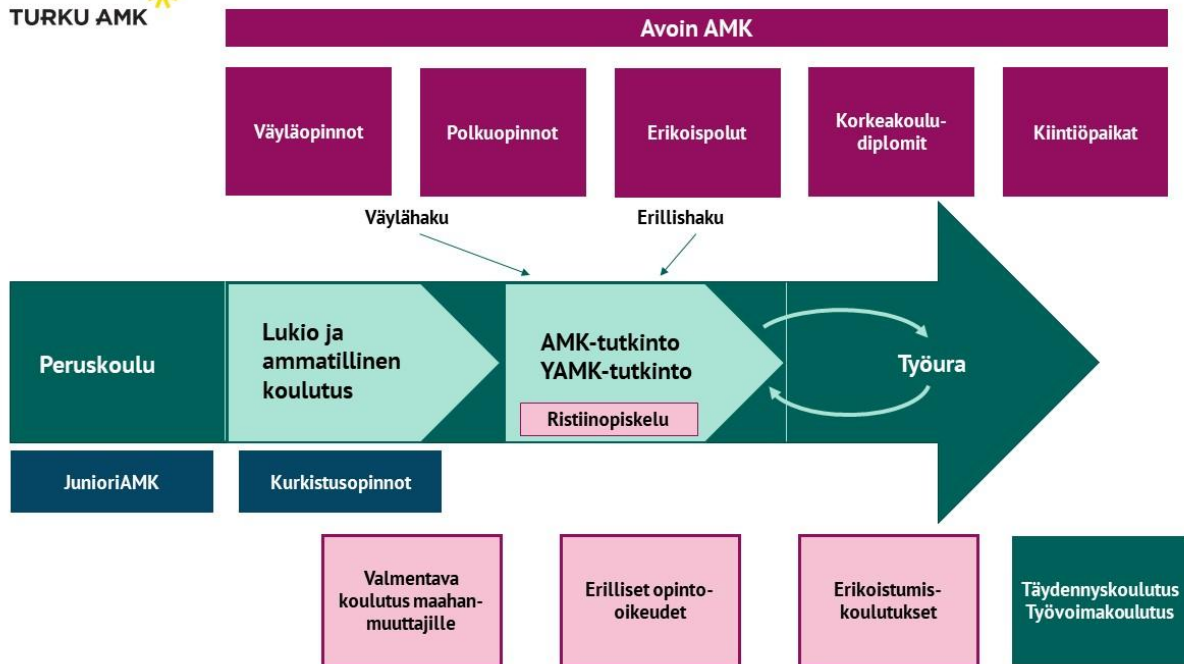 TURKU AMK
Avoin AMK
Väyläopinnot
Polkuopinnot
Erikoispolut
Korkeakoulu-
diplomit
Kiintiöpaikat
Väylähaku
Erillishaku
Peruskoulu
Lukio ja
ammatillinen
koulutus
AMK-tutkinto
YAMK-tutkinto
Ristiinopiskelu
Työura
JunioriAMK
Kurkistusopinnot
Valmentava
koulutus maahan-
muuttajille
Erilliset opinto-
oikeudet
Erikoistumis-
koulutukset
Täydennyskoulutus
Työvoimakoulutus